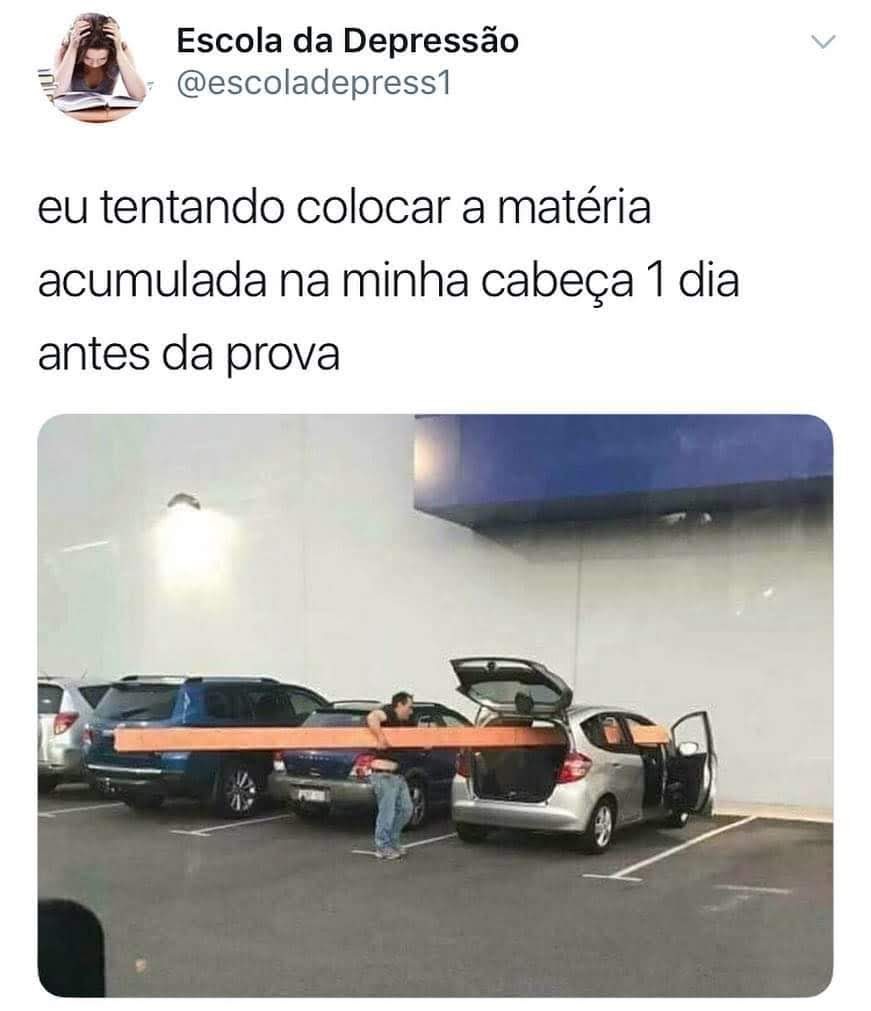 Escola da Depressão
@escoladepress1
eu tentando colocar a matéria
acumulada na minha cabeça 1 dia
antes da prova